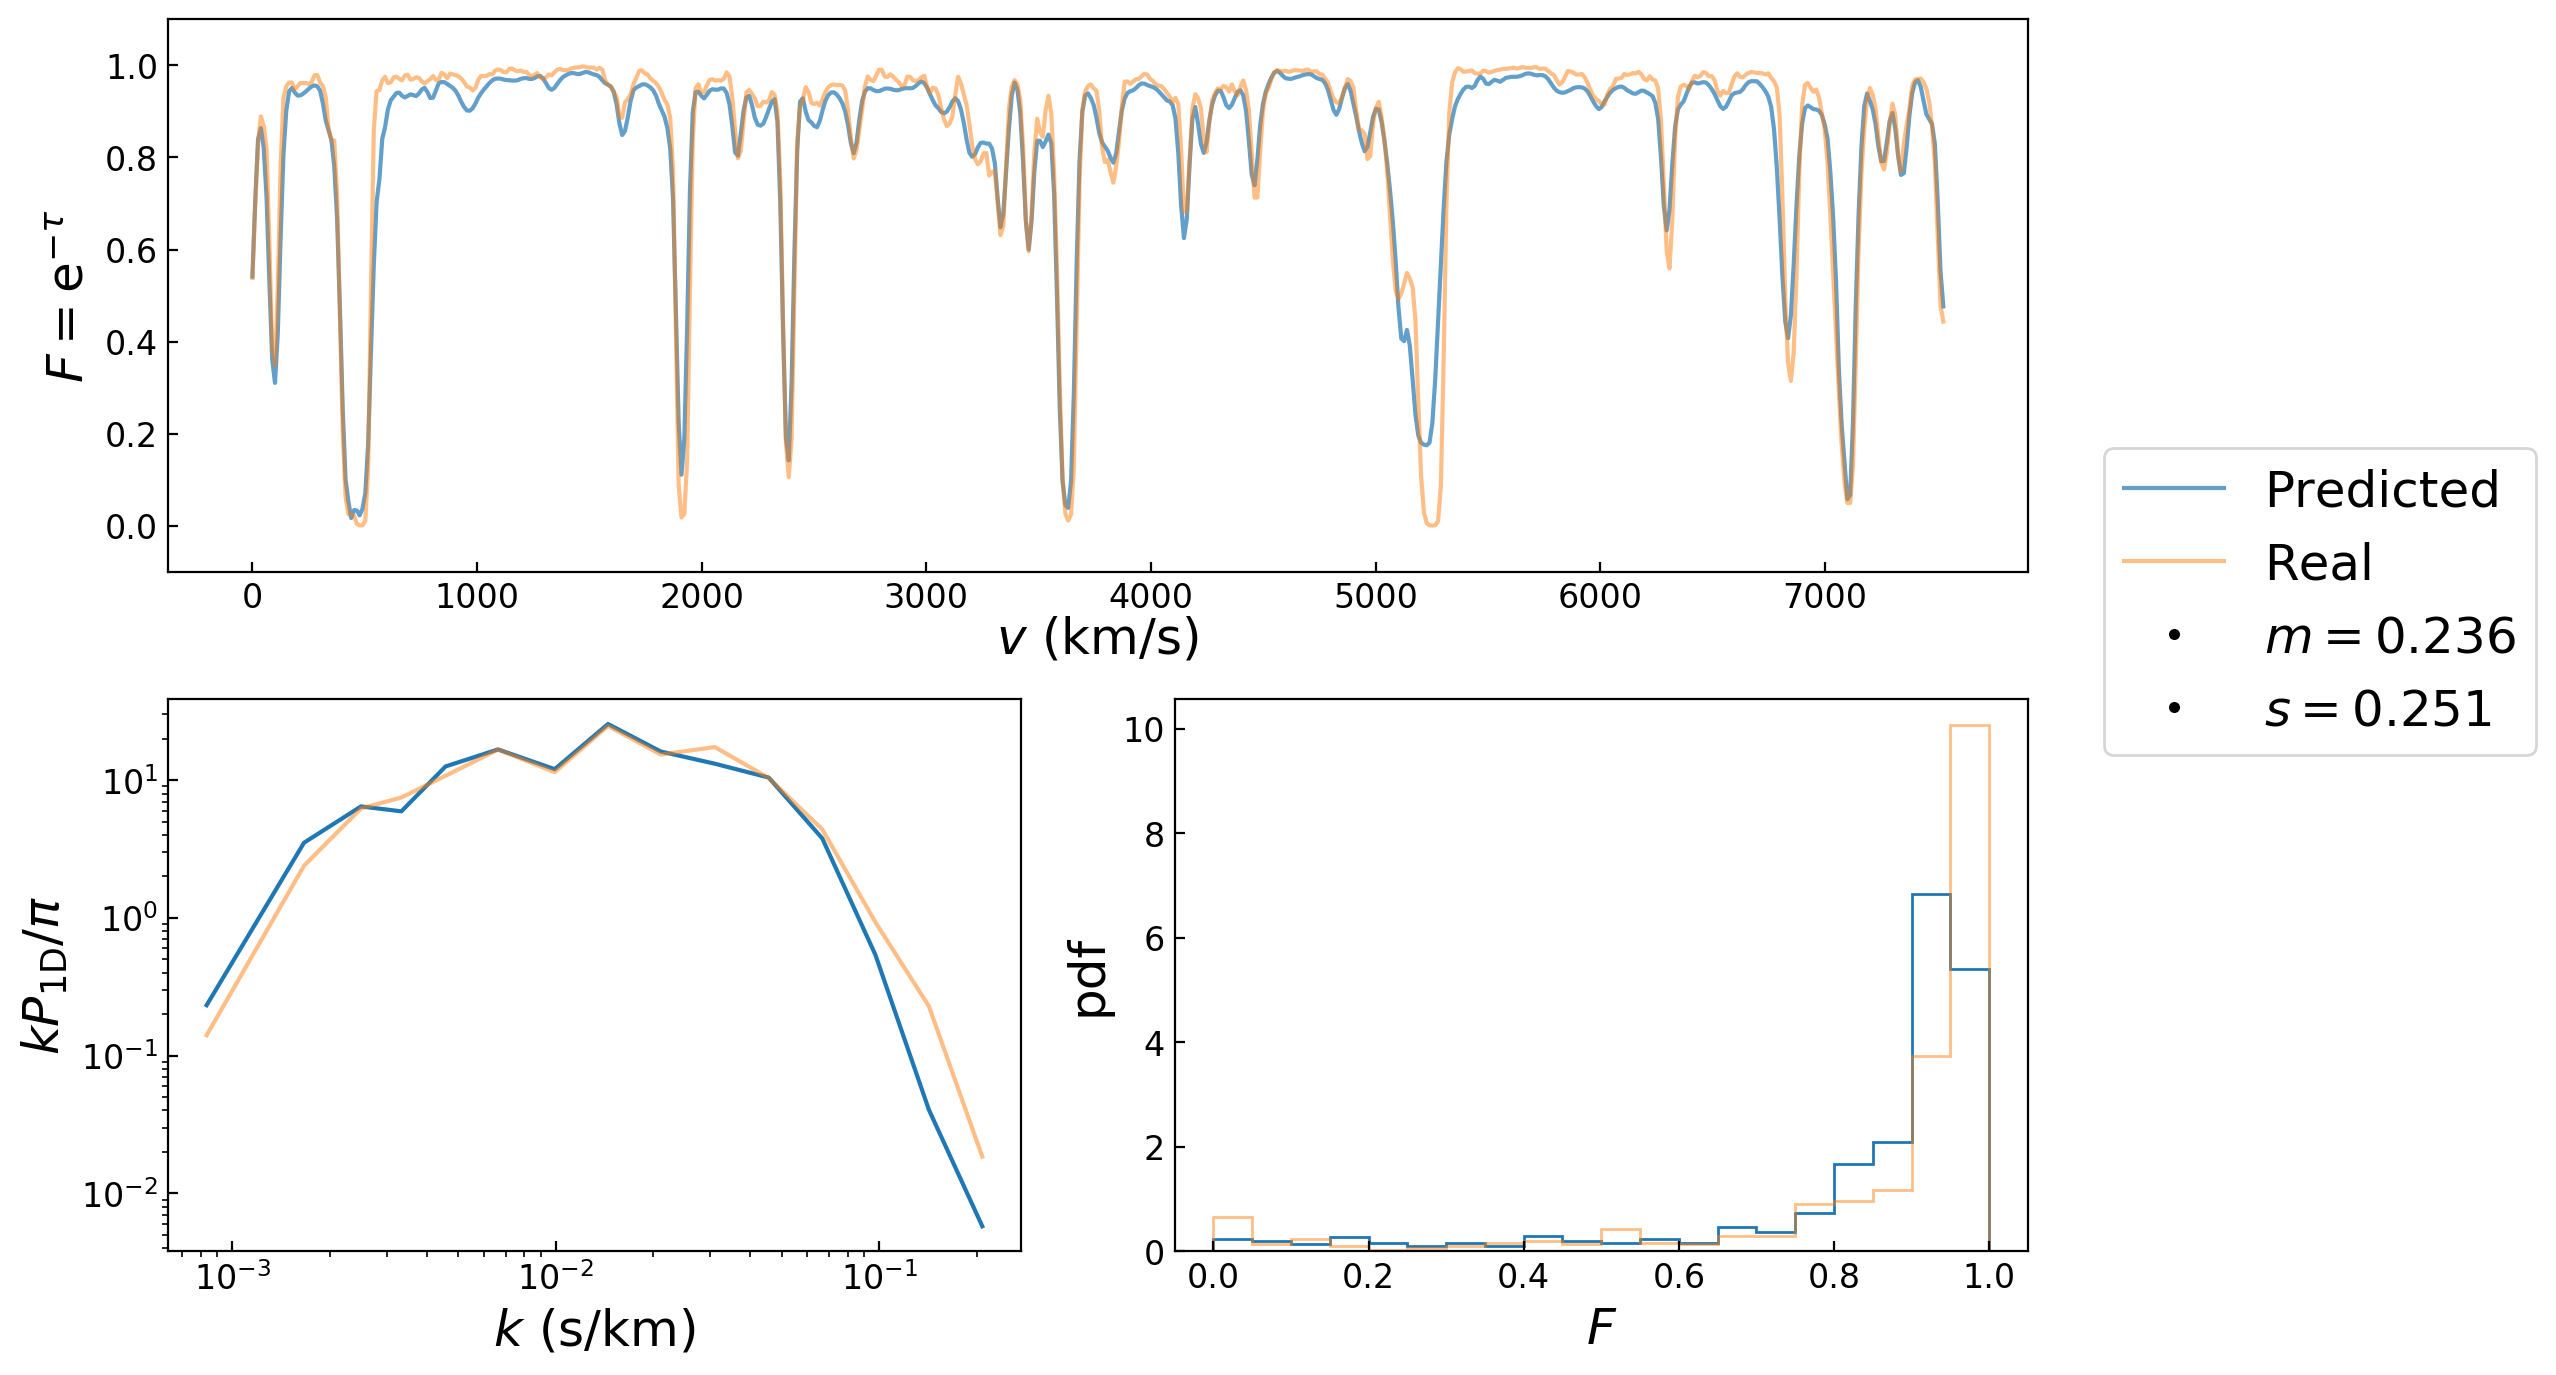 F = e^{−τ}
1.0
0.8
0.6
0.4
0.2
0.0
0 1000 2000 3000 4000 5000 6000 7000
v (km/s)
Predicted
Real
m = 0.236
s = 0.251
kP_{1D}/π
10^1
10^0
10^{−1}
10^{−2}
10^{−3} 10^{−2} 10^{−1}
k (s/km)
pdf
10
8
6
4
2
0
0.0 0.2 0.4 0.6 0.8 1.0
F